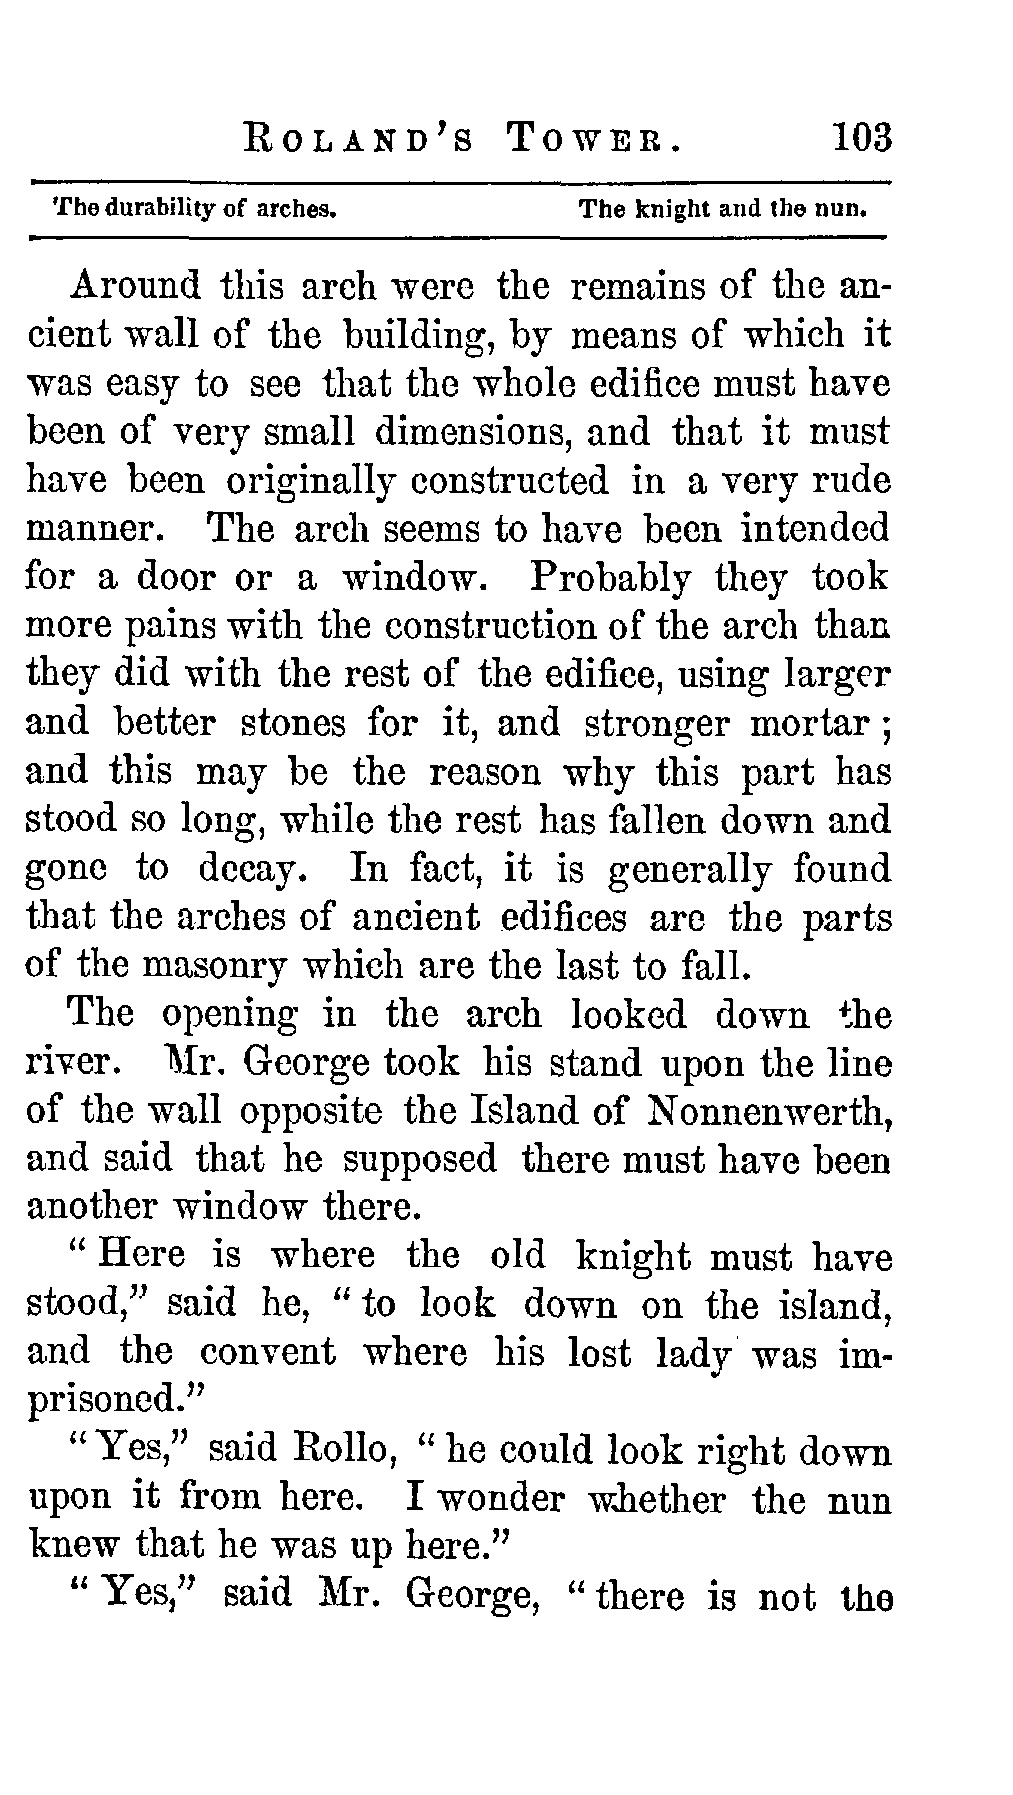 ROLAND'S TOWER. 103
The durability of arches. The knight and the nun.
Around this arch were the remains of the an-
cient wall of the building, by means of which it
was easy to see that the whole edifice must have
been of very small dimensions, and that it must
have been originally constructed in a very rude
manner. The arch seems to have been intended
for a door or a window. Probably they took
more pains with the construction of the arch than
they did with the rest of the edifice, using larger
and better stones for it, and stronger mortar ;
and this may be the reason why this part has
stood so long, while the rest has fallen down and
gone to decay. In fact, it is generally found
that the arches of ancient edifices are the parts
of the masonry which are the last to fall.
The opening in the arch looked down the
river. Mr. George took his stand upon the line
of the wall opposite the Island of Nonnenwerth,
and said that he supposed there must have been
another window there.
“ Here is where the old knight must have
stood,” said he, “ to look down on the island,
and the convent where his lost lady was im-
prisoned.”
“ Yes,” said Rollo, “ he could look right down
upon it from here. I wonder whether the nun
knew that he was up here.”
“ Yes,” said Mr. George, “ there is not the